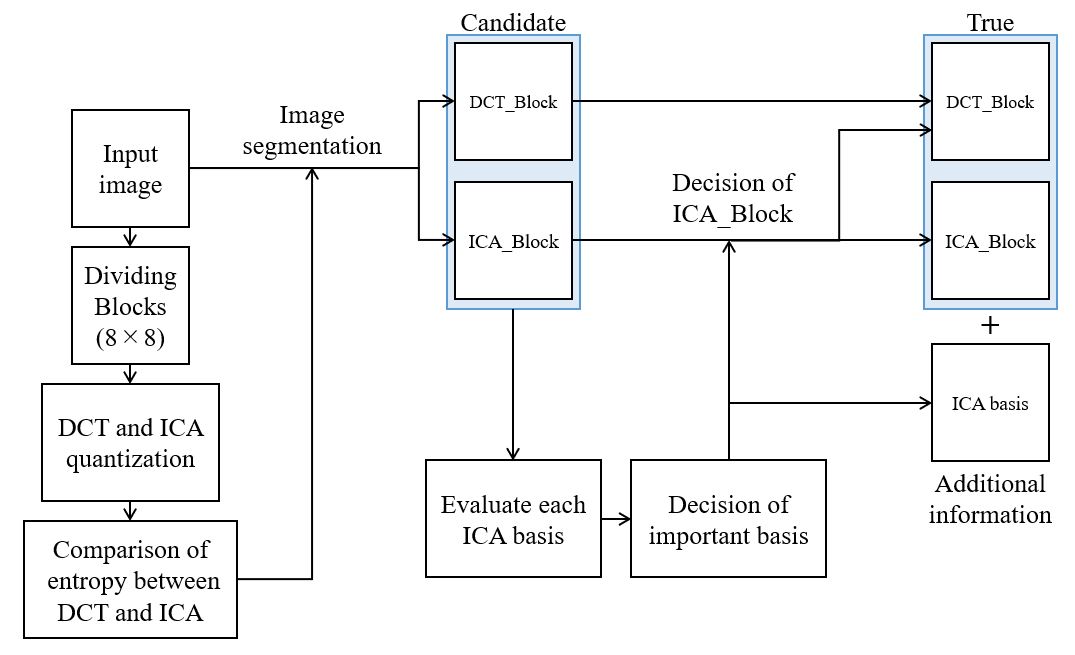 Candidate
True
DCT_Block
DCT_Block
Input
image
Image
segmentation
Decision of
ICA_Block
ICA_Block
ICA_Block
Dividing
Blocks
(8×8)
+
DCT and ICA
quantization
ICA basis
Additional
information
Evaluate each
ICA basis
Decision of
important basis
Comparison of
entropy between
DCT and ICA